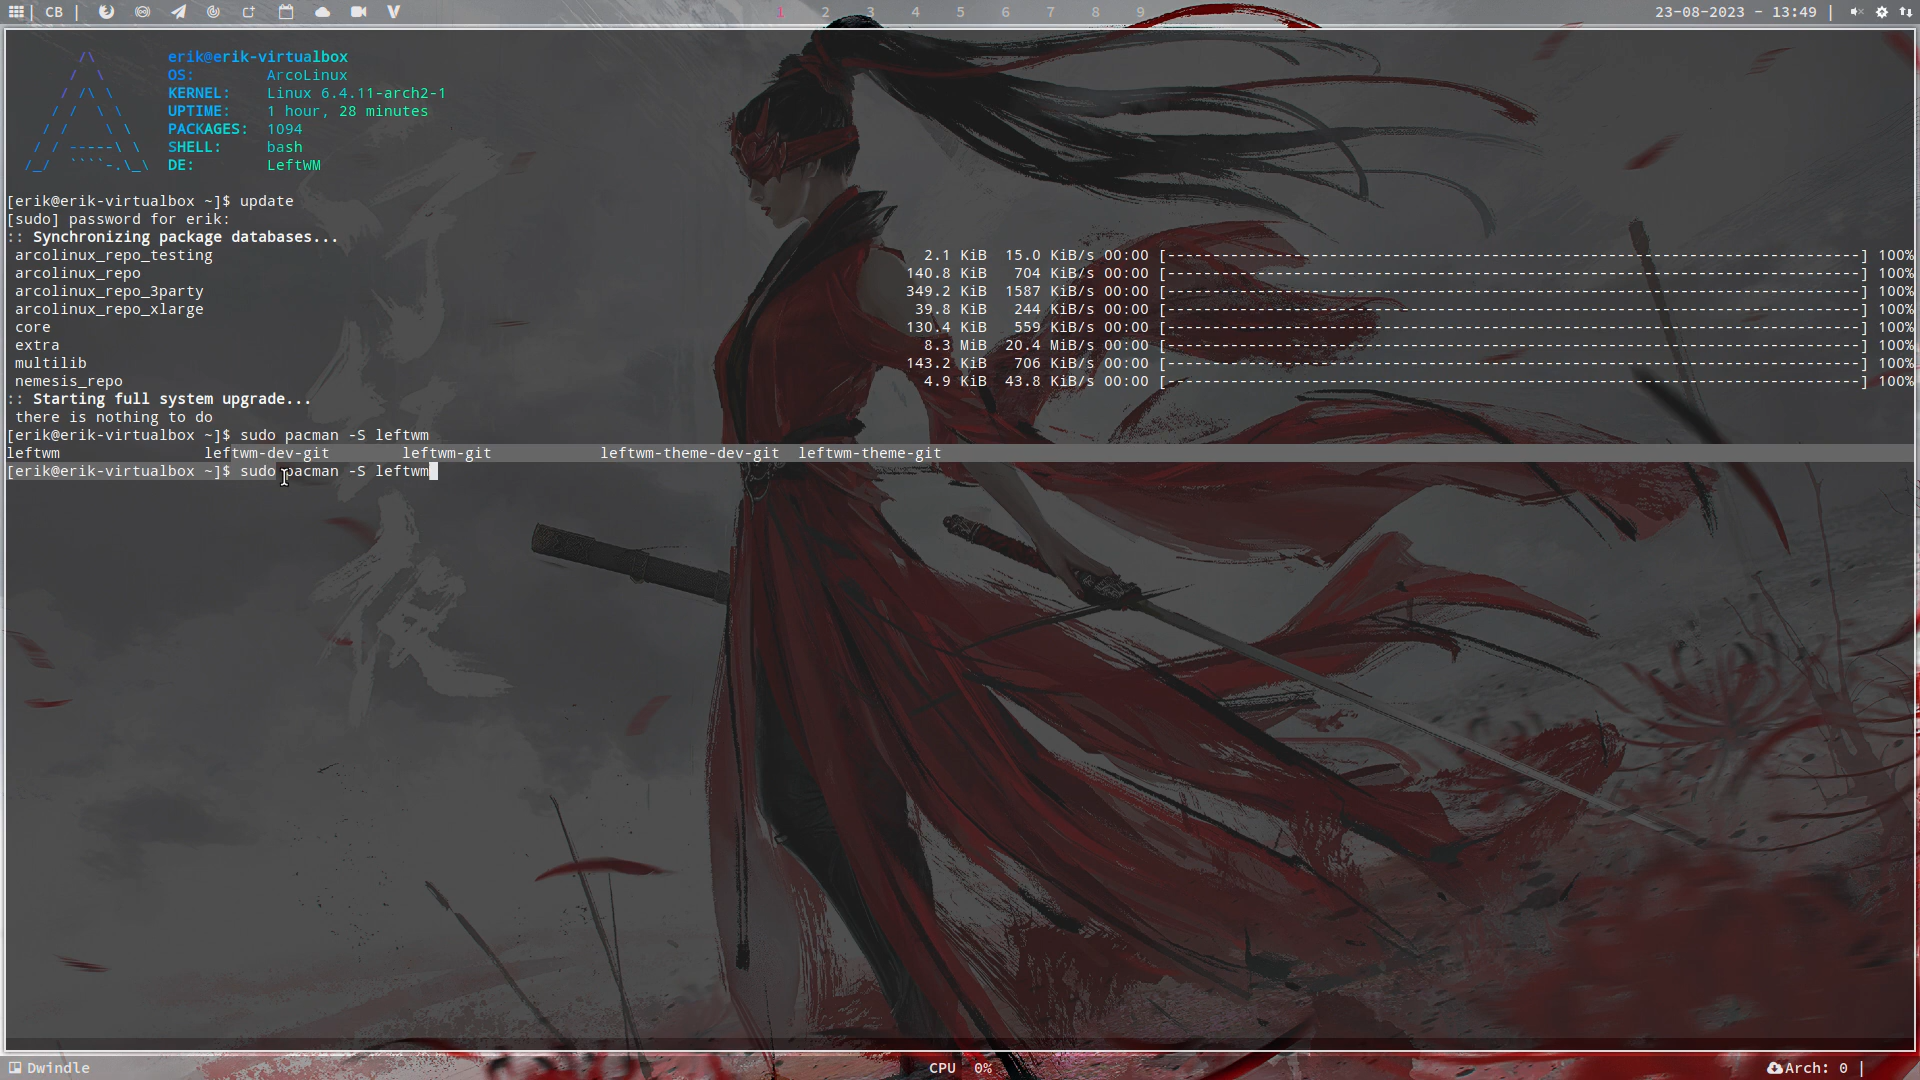 CB | 1 2 3 4 5 6 7 8 9 23-08-2023 - 13:49 |
erik@erik-virtualbox
OS: ArcoLinux
KERNEL: Linux 6.4.11-arch2-1
UPTIME: 1 hour, 28 minutes
PACKAGES: 1094
SHELL: bash
DE: LeftWM
[erik@erik-virtualbox ~]$ update
[sudo] password for erik:
:: Synchronizing package databases...
arcolinux_repo_testing 2.1 KiB 15.0 KiB/s 00:00 [------------------------------------------------------------------------------] 100%
arcolinux_repo 140.8 KiB 704 KiB/s 00:00 [------------------------------------------------------------------------------] 100%
arcolinux_repo_3party 349.2 KiB 1587 KiB/s 00:00 [------------------------------------------------------------------------------] 100%
arcolinux_repo_xlarge 39.8 KiB 244 KiB/s 00:00 [------------------------------------------------------------------------------] 100%
core 130.4 KiB 559 KiB/s 00:00 [------------------------------------------------------------------------------] 100%
extra 8.3 MiB 20.4 MiB/s 00:00 [------------------------------------------------------------------------------] 100%
multilib 143.2 KiB 706 KiB/s 00:00 [------------------------------------------------------------------------------] 100%
nemesis_repo 4.9 KiB 43.8 KiB/s 00:00 [------------------------------------------------------------------------------] 100%
:: Starting full system upgrade...
there is nothing to do
[erik@erik-virtualbox ~]$ sudo pacman -S leftwm
leftwm leftwm-dev-git leftwm-git leftwm-theme-dev-git leftwm-theme-git
[erik@erik-virtualbox ~]$ sudo pacman -S leftwm
Dwindle CPU 0% Arch: 0 |